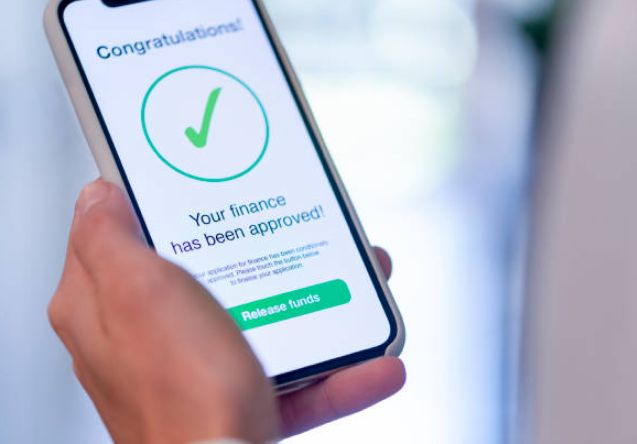 Congratulations!
Your finance
has been approved!
your application for finance has been conditionally
approved. Please touch the button below
to finalise your application.
Release funds